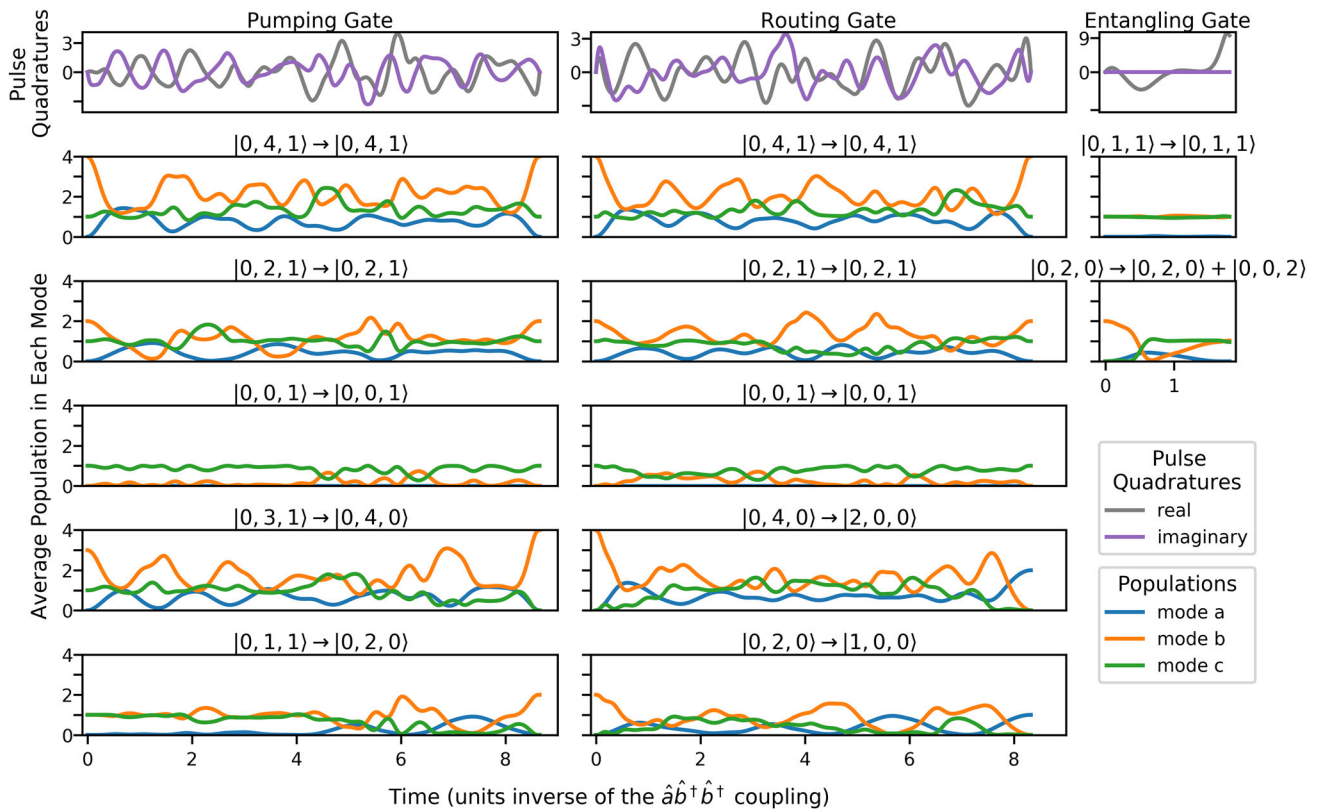 Pumping Gate
Routing Gate
Entangling Gate
Pulse
Quadratures
3
0
3
0
9
0
|0, 4, 1⟩ → |0, 4, 1⟩
|0, 4, 1⟩ → |0, 4, 1⟩
|0, 1, 1⟩ → |0, 1, 1⟩
4
2
0
|0, 2, 1⟩ → |0, 2, 1⟩
|0, 2, 1⟩ → |0, 2, 1⟩
|0, 2, 0⟩ → |0, 2, 0⟩ + |0, 0, 2⟩
4
2
0
0
1
Average Population in Each Mode
|0, 0, 1⟩ → |0, 0, 1⟩
|0, 0, 1⟩ → |0, 0, 1⟩
4
2
0
|0, 3, 1⟩ → |0, 4, 0⟩
|0, 4, 0⟩ → |2, 0, 0⟩
4
2
0
|0, 1, 1⟩ → |0, 2, 0⟩
|0, 2, 0⟩ → |1, 0, 0⟩
4
2
0
0 2 4 6 8
0 2 4 6 8
Time (units inverse of the âb̂†b̂† coupling)
Pulse
Quadratures
real
imaginary
Populations
mode a
mode b
mode c